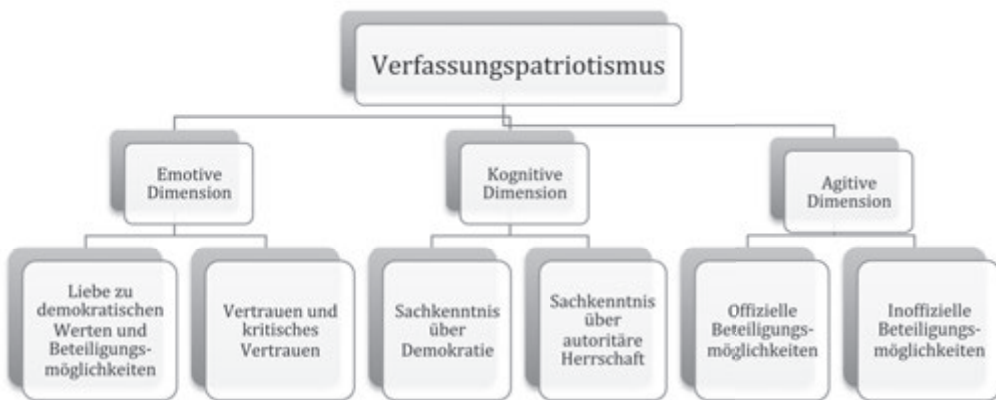 Verfassungspatriotismus
Emotive
Dimension
Kognitive
Dimension
Agitive
Dimension
Liebe zu
demokratischen
Werten und
Beteiligungs-
möglichkeiten
Vertrauen und
kritisches
Vertrauen
Sachkenntnis
über
Demokratie
Sachkenntnis
über
autoritäre
Herrschaft
Offizielle
Beteiligungs-
möglichkeiten
Inoffizielle
Beteiligungs-
möglichkeiten